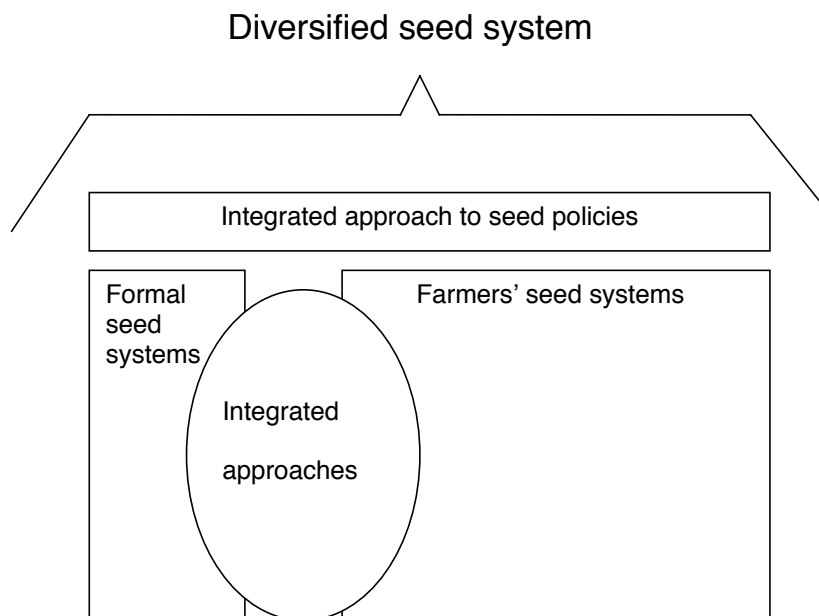 Diversified seed system
Integrated approach to seed policies
Formal
seed
systems
Farmers’ seed systems
Integrated
approaches